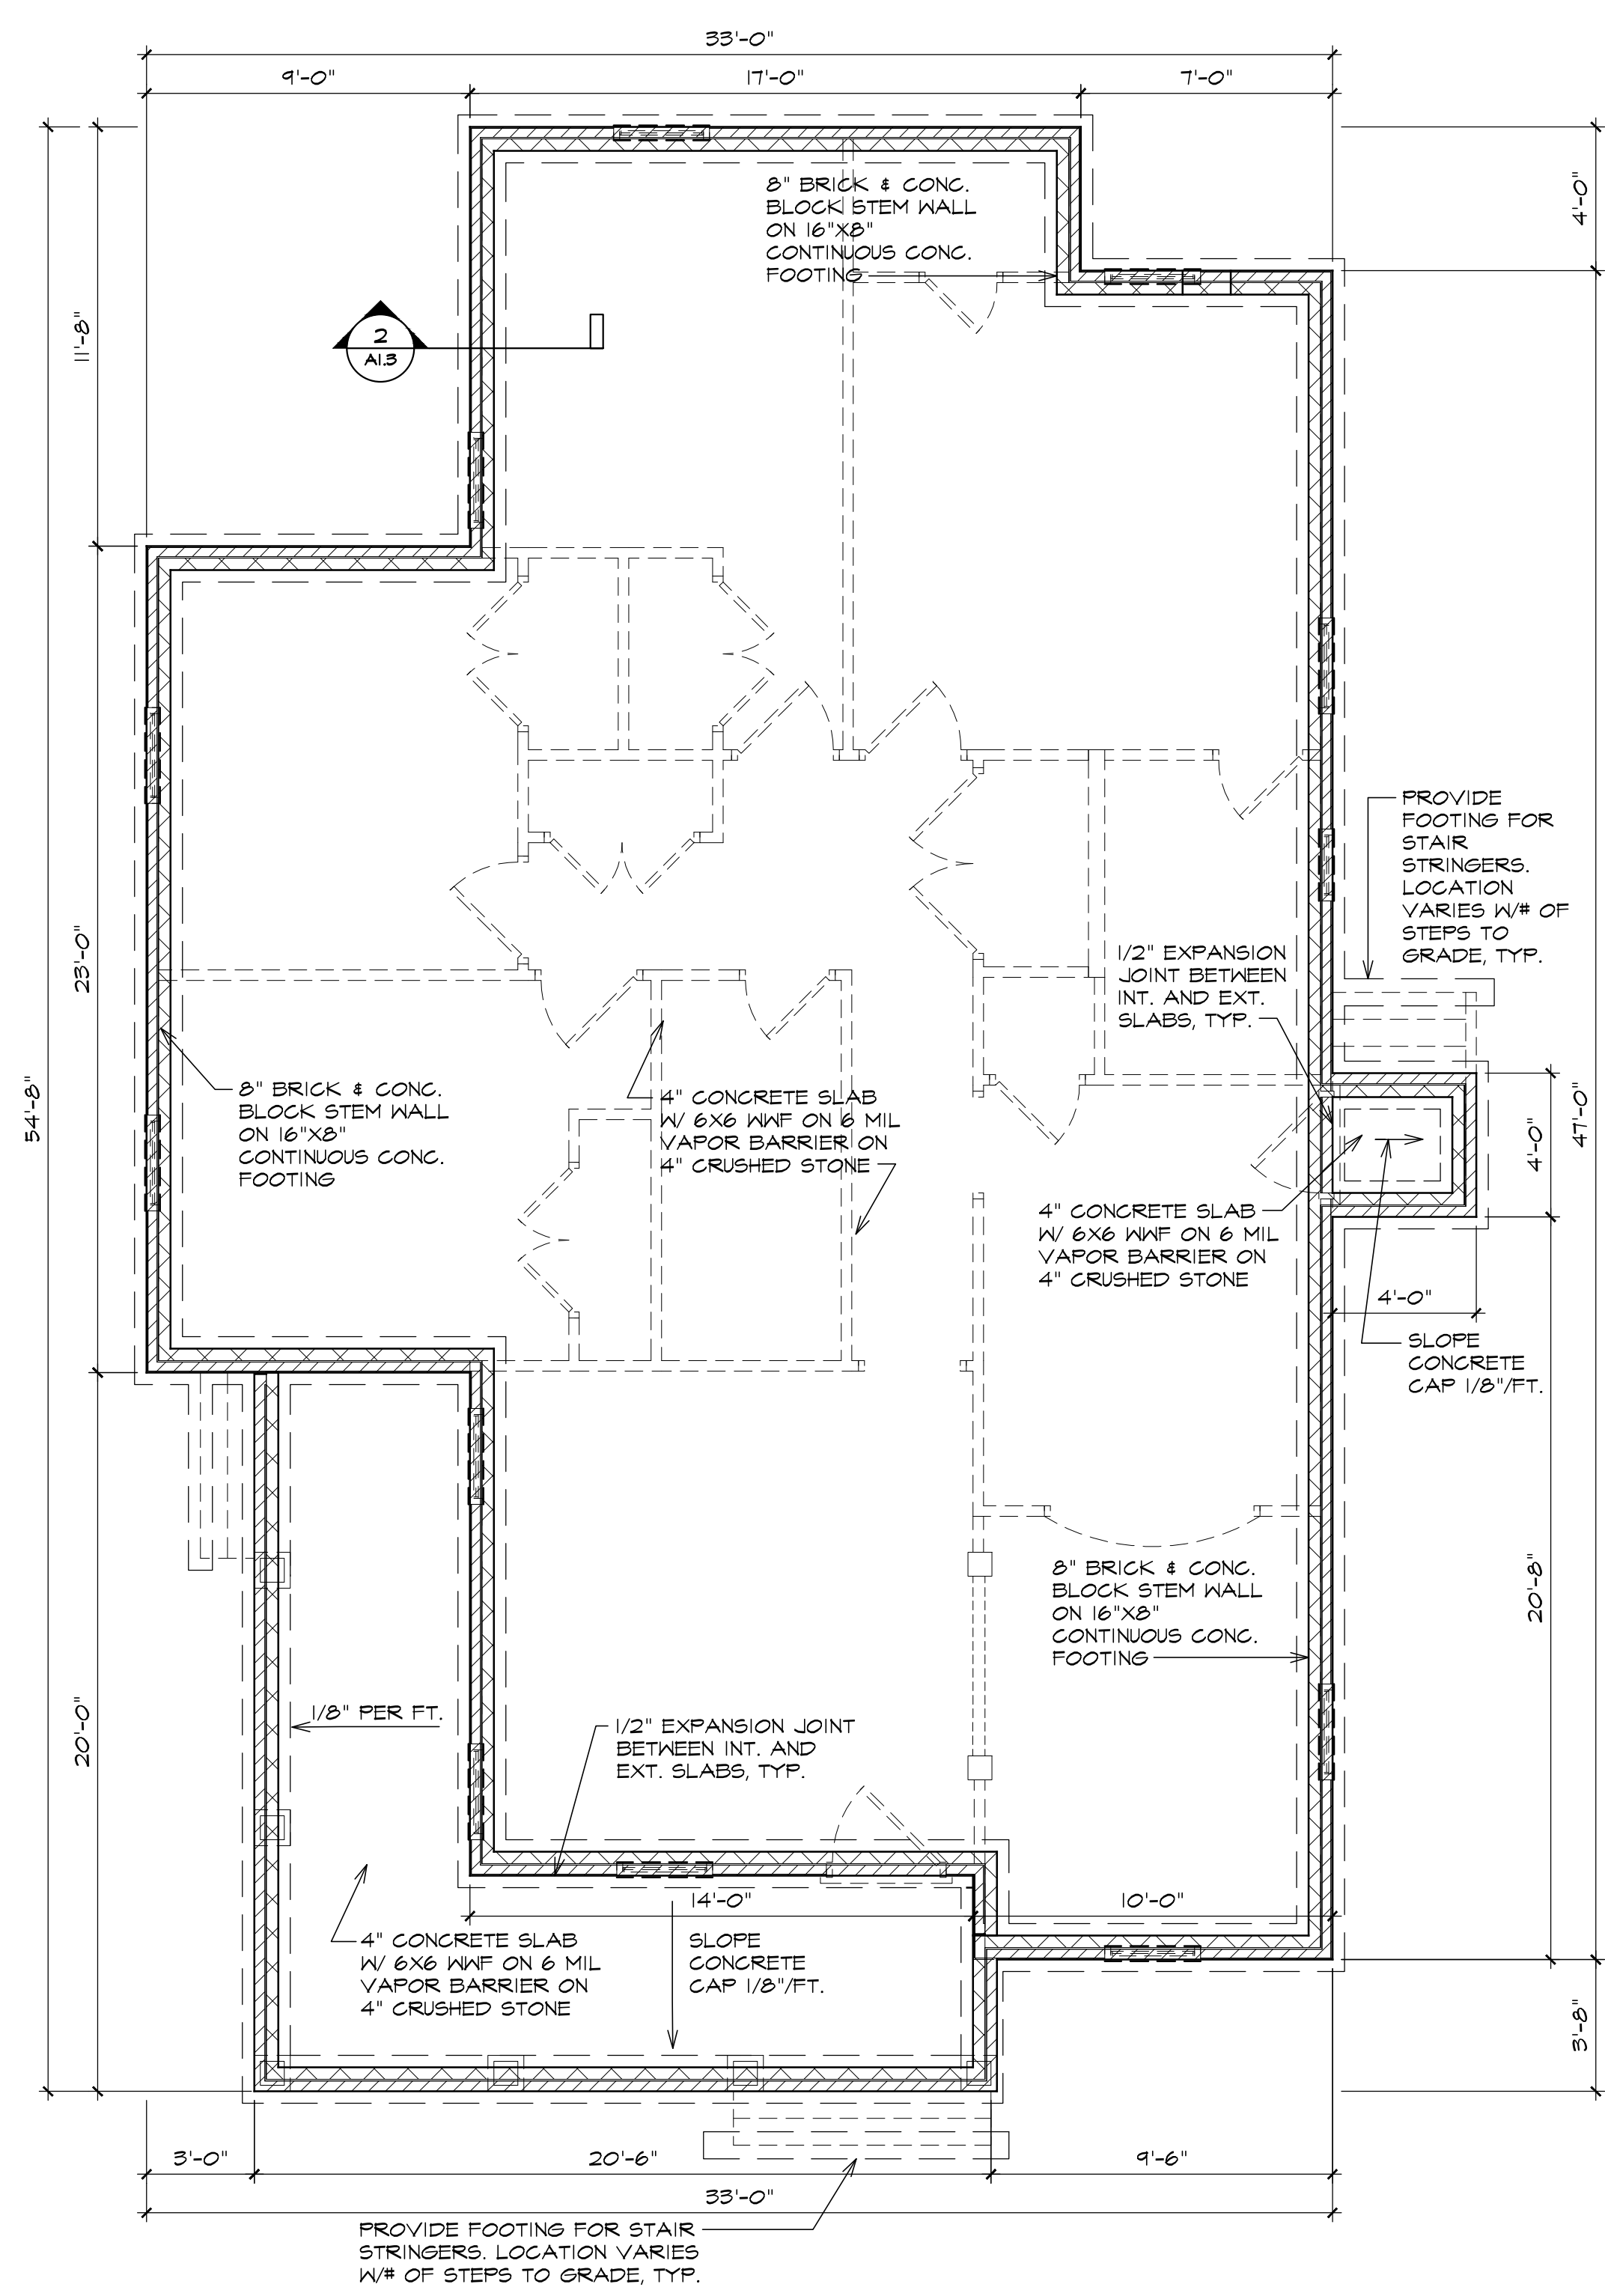 33'-0"
9'-0"
17'-0"
7'-0"
4'-0"
8" BRICK & CONC.
BLOCK STEM WALL
ON 16"X8"
CONTINUOUS CONC.
FOOTING
11'-8"
2
A1.3
PROVIDE
FOOTING FOR
STAIR
STRINGERS.
LOCATION
VARIES W/# OF
STEPS TO
GRADE, TYP.
23'-0"
1/2" EXPANSION
JOINT BETWEEN
INT. AND EXT.
SLABS, TYP.
54'-8"
8" BRICK & CONC.
BLOCK STEM WALL
ON 16"X8"
CONTINUOUS CONC.
FOOTING
4" CONCRETE SLAB
W/ 6X6 WWF ON 6 MIL
VAPOR BARRIER ON
4" CRUSHED STONE
4'-0"
47'-0"
4" CONCRETE SLAB
W/ 6X6 WWF ON 6 MIL
VAPOR BARRIER ON
4" CRUSHED STONE
4'-0"
SLOPE
CONCRETE
CAP 1/8"/FT.
8" BRICK & CONC.
BLOCK STEM WALL
ON 16"X8"
CONTINUOUS CONC.
FOOTING
20'-8"
20'-0"
1/8" PER FT.
1/2" EXPANSION JOINT
BETWEEN INT. AND
EXT. SLABS, TYP.
14'-0"
10'-0"
4" CONCRETE SLAB
W/ 6X6 WWF ON 6 MIL
VAPOR BARRIER ON
4" CRUSHED STONE
SLOPE
CONCRETE
CAP 1/8"/FT.
3'-8"
3'-0"
20'-6"
9'-6"
33'-0"
PROVIDE FOOTING FOR STAIR
STRINGERS. LOCATION VARIES
W/# OF STEPS TO GRADE, TYP.